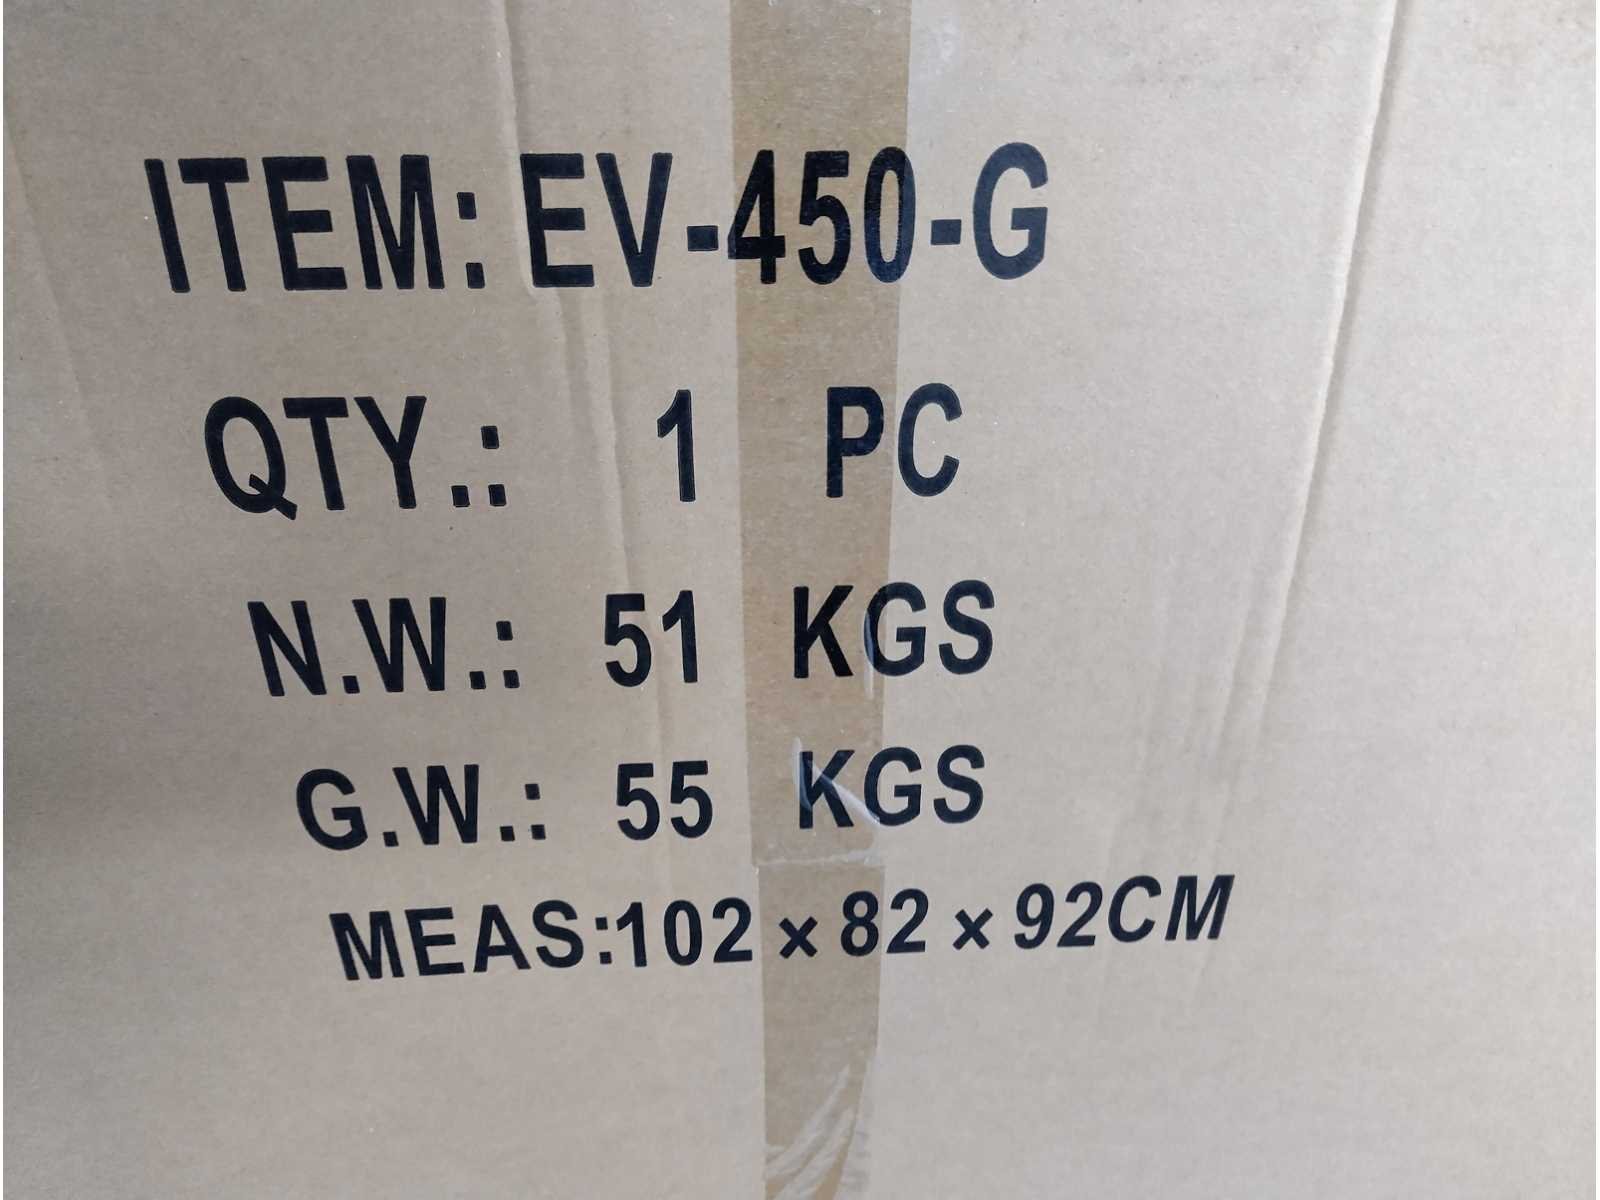 ITEM: EV-450-G
QTY.: 1 PC
N.W.: 51 KGS
G.W.: 55 KGS
MEAS:102 × 82 × 92CM